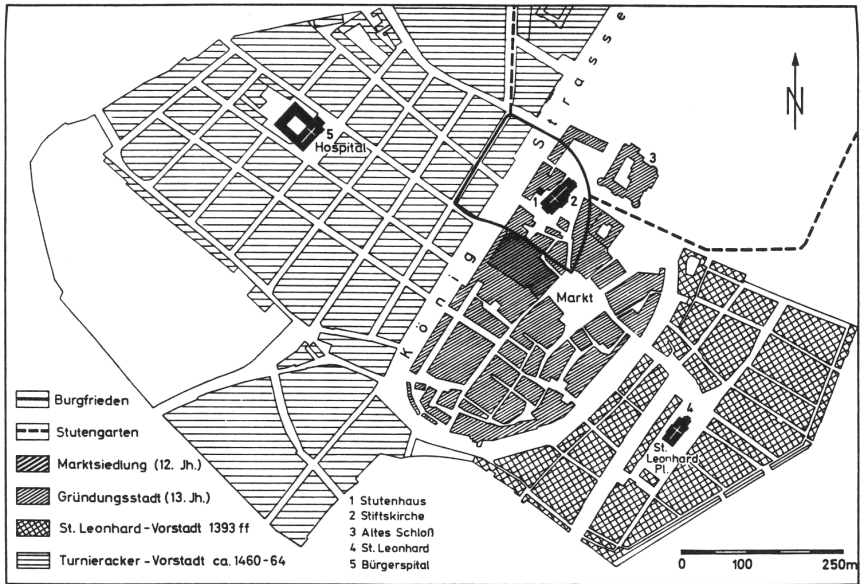 König Strasse
N
5
Hospital
3
1
2
Markt
4
St.
Leonhard
Pl.
Burgfrieden
Stutengarten
Marktsiedlung (12. Jh.)
Gründungsstadt (13. Jh.)
St. Leonhard-Vorstadt 1393 ff
Turnieracker-Vorstadt ca. 1460-64
1 Stutenhaus
2 Stiftskirche
3 Altes Schloß
4 St. Leonhard
5 Bürgerspital
0 100 250m